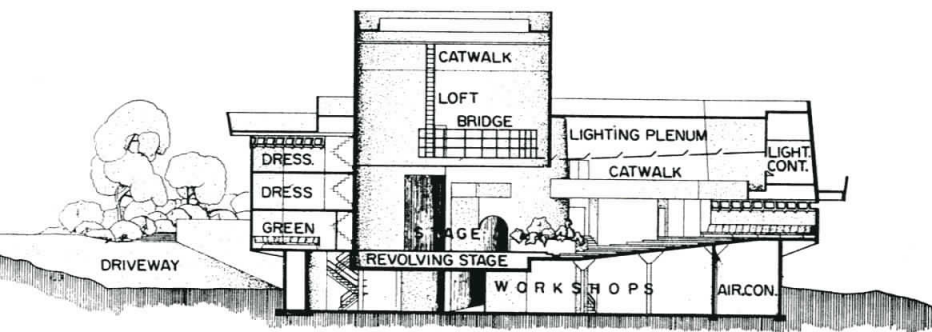 CATWALK
LOFT
BRIDGE
LIGHTING PLENUM
DRESS.
LIGHT.
CONT.
CATWALK
DRESS
GREEN
STAGE
REVOLVING STAGE
DRIVEWAY
WORKSHOPS
AIR.CON.